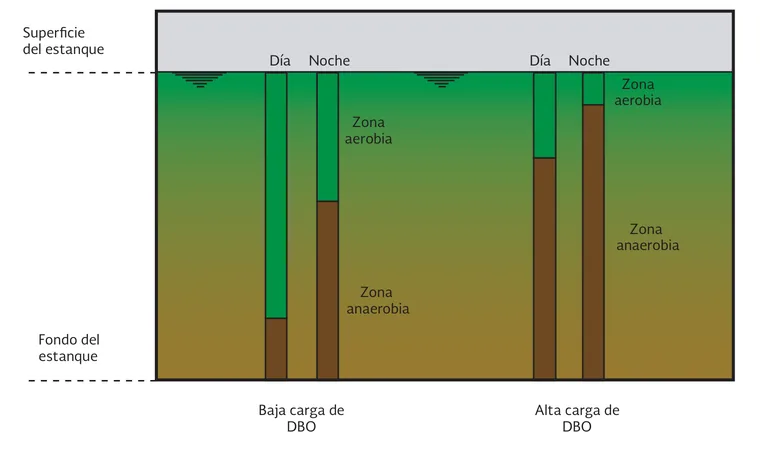 Superficie
del estanque
Día
Noche
Día
Noche
Zona
aerobia
Zona
aerobia
Zona
anaerobia
Zona
anaerobia
Fondo del
estanque
Baja carga de
DBO
Alta carga de
DBO